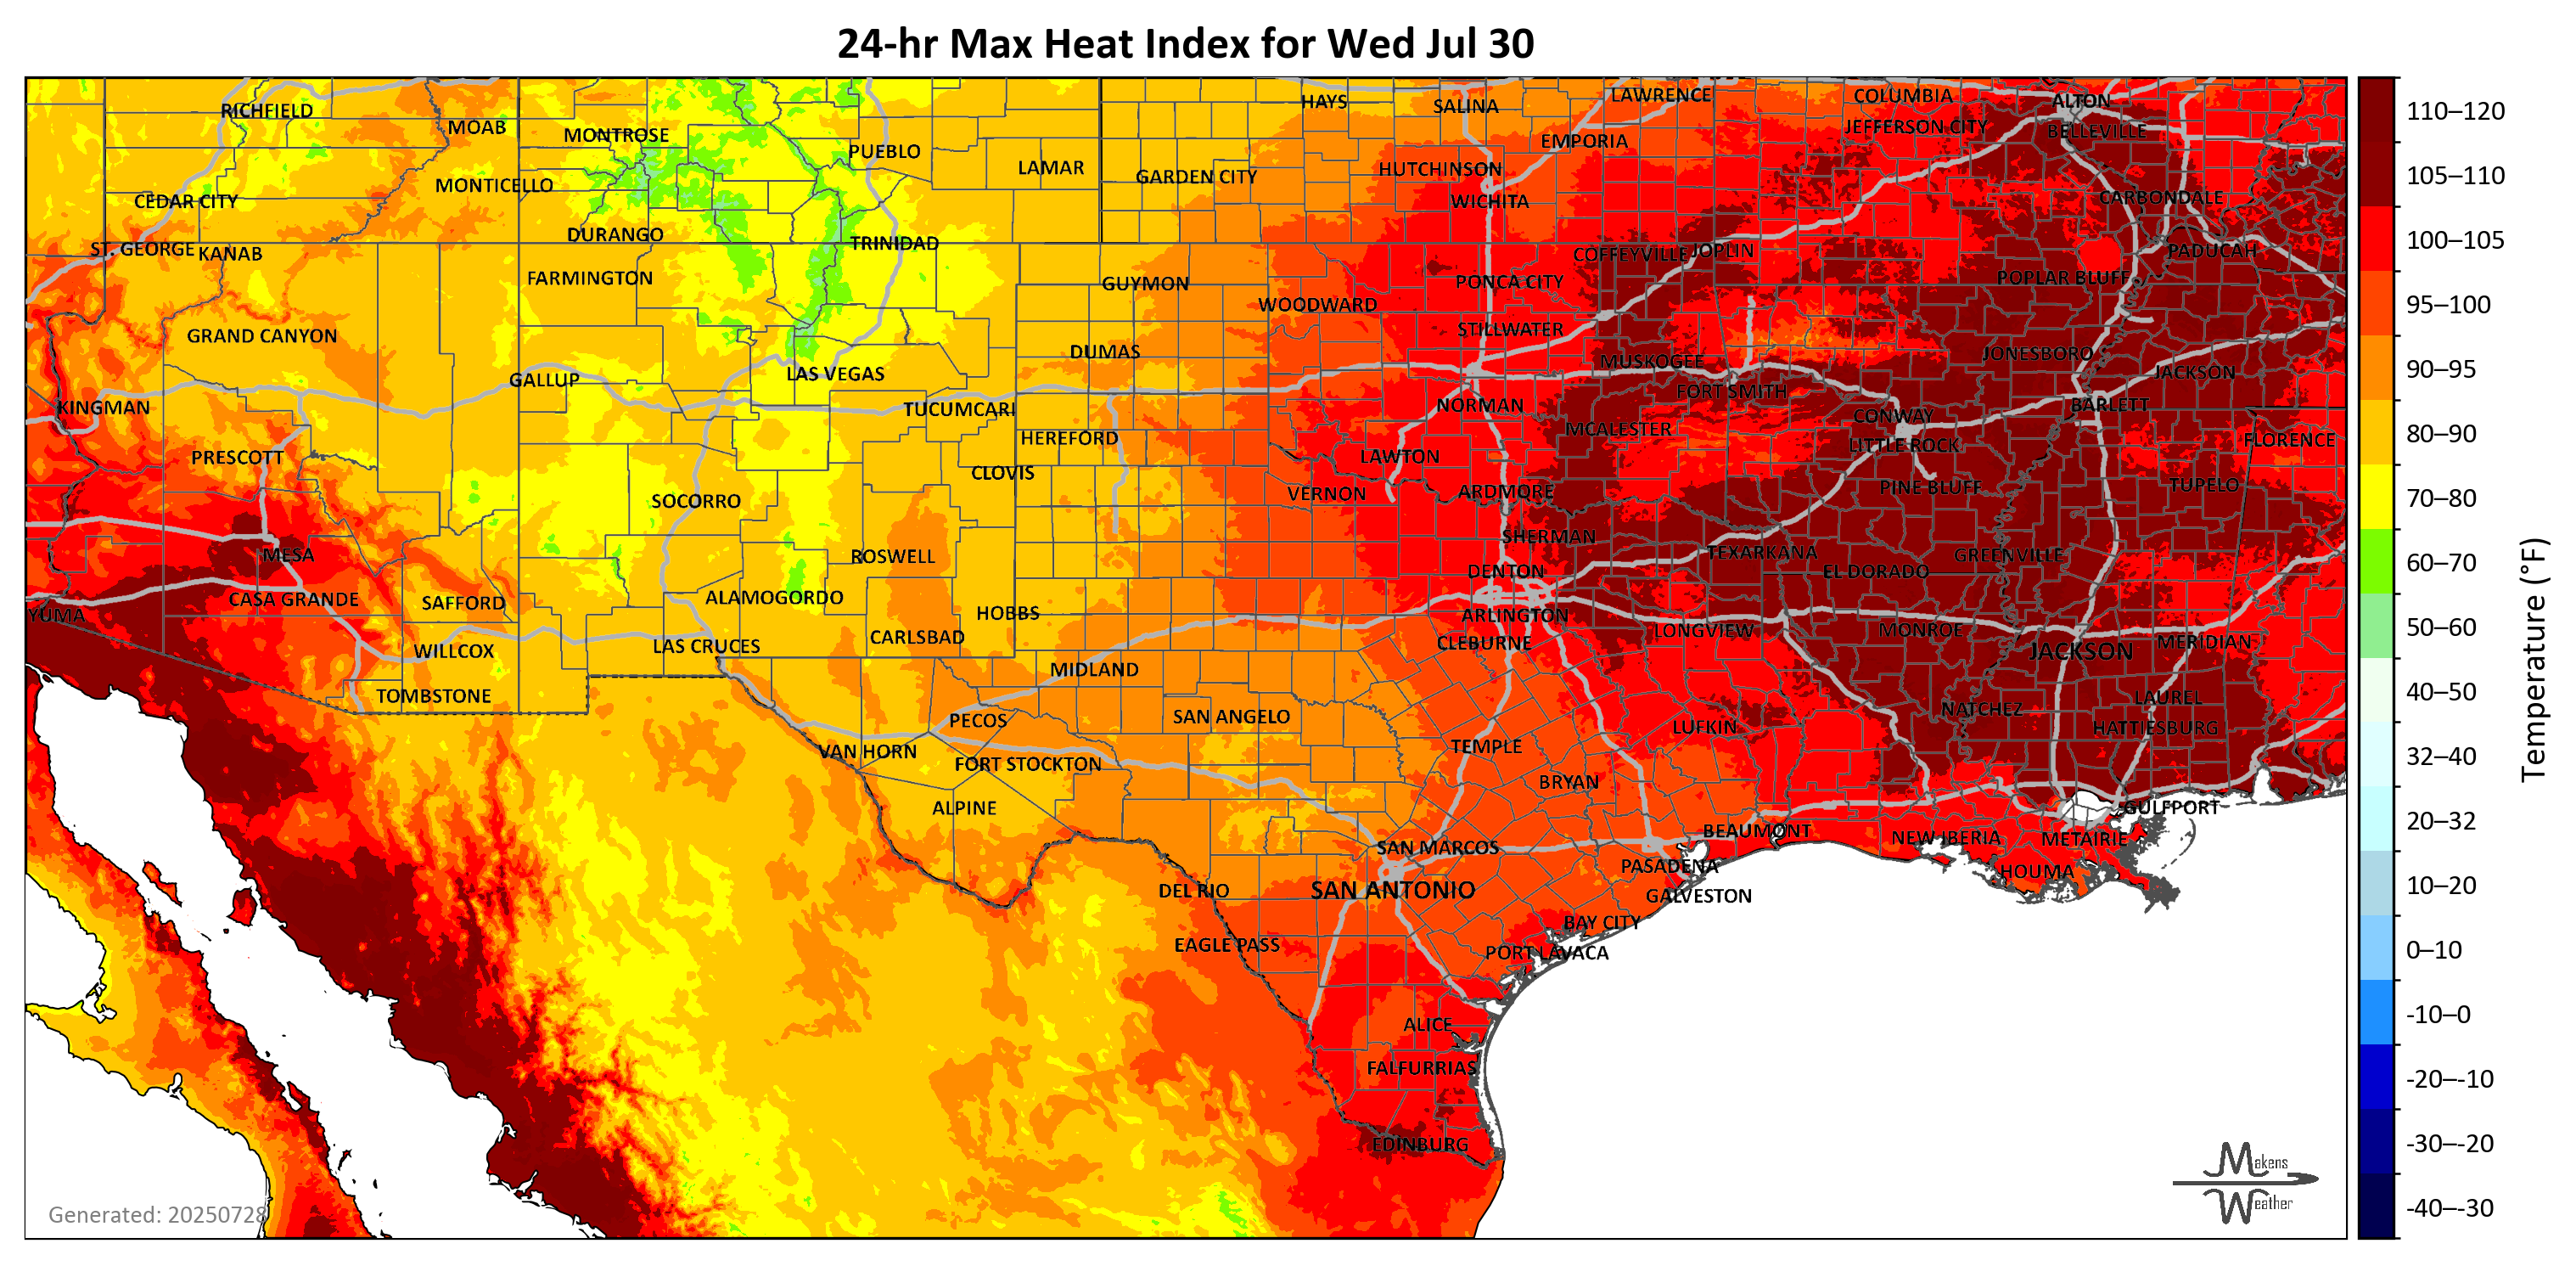 24-hr Max Heat Index for Wed Jul 30
RICHFIELD
MOAB
MONTROSE
PUEBLO
LAMAR
HAYS
SALINA
LAWRENCE
COLUMBIA
ALTON
JEFFERSON CITY
BELLEVILLE
EMPORIA
HUTCHINSON
GARDEN CITY
MONTICELLO
CEDAR CITY
WICHITA
CARBONDALE
DURANGO
TRINIDAD
ST. GEORGE
KANAB
COFFEYVILLE
JOPLIN
PADUCAH
FARMINGTON
GUYMON
PONCA CITY
POPLAR BLUFF
WOODWARD
STILLWATER
GRAND CANYON
DUMAS
MUSKOGEE
JONESBORO
GALLUP
LAS VEGAS
FORT SMITH
JACKSON
KINGMAN
TUCUMCARI
NORMAN
CONWAY
BARLETT
HEREFORD
MCALESTER
LITTLE ROCK
FLORENCE
PRESCOTT
CLOVIS
LAWTON
SOCORRO
VERNON
ARDMORE
PINE BLUFF
TUPELO
SHERMAN
MESA
ROSWELL
TEXARKANA
GREENVILLE
DENTON
EL DORADO
CASA GRANDE
SAFFORD
ALAMOGORDO
HOBBS
YUMA
ARLINGTON
CARLSBAD
CLEBURNE
LONGVIEW
MONROE
JACKSON
MERIDIAN
WILLCOX
LAS CRUCES
MIDLAND
TOMBSTONE
LAUREL
NATCHEZ
PECOS
SAN ANGELO
LUFKIN
HATTIESBURG
VAN HORN
FORT STOCKTON
TEMPLE
BRYAN
ALPINE
GULFPORT
BEAUMONT
NEW IBERIA
METAIRIE
SAN MARCOS
PASADENA
HOUMA
DEL RIO
SAN ANTONIO
GALVESTON
BAY CITY
EAGLE PASS
PORT LAVACA
ALICE
FALFURRIAS
EDINBURG
Generated: 20250728
Makens
Weather
110–120
105–110
100–105
95–100
90–95
80–90
70–80
60–70
50–60
40–50
32–40
20–32
10–20
0–10
-10–0
-20–-10
-30–-20
-40–-30
Temperature (°F)